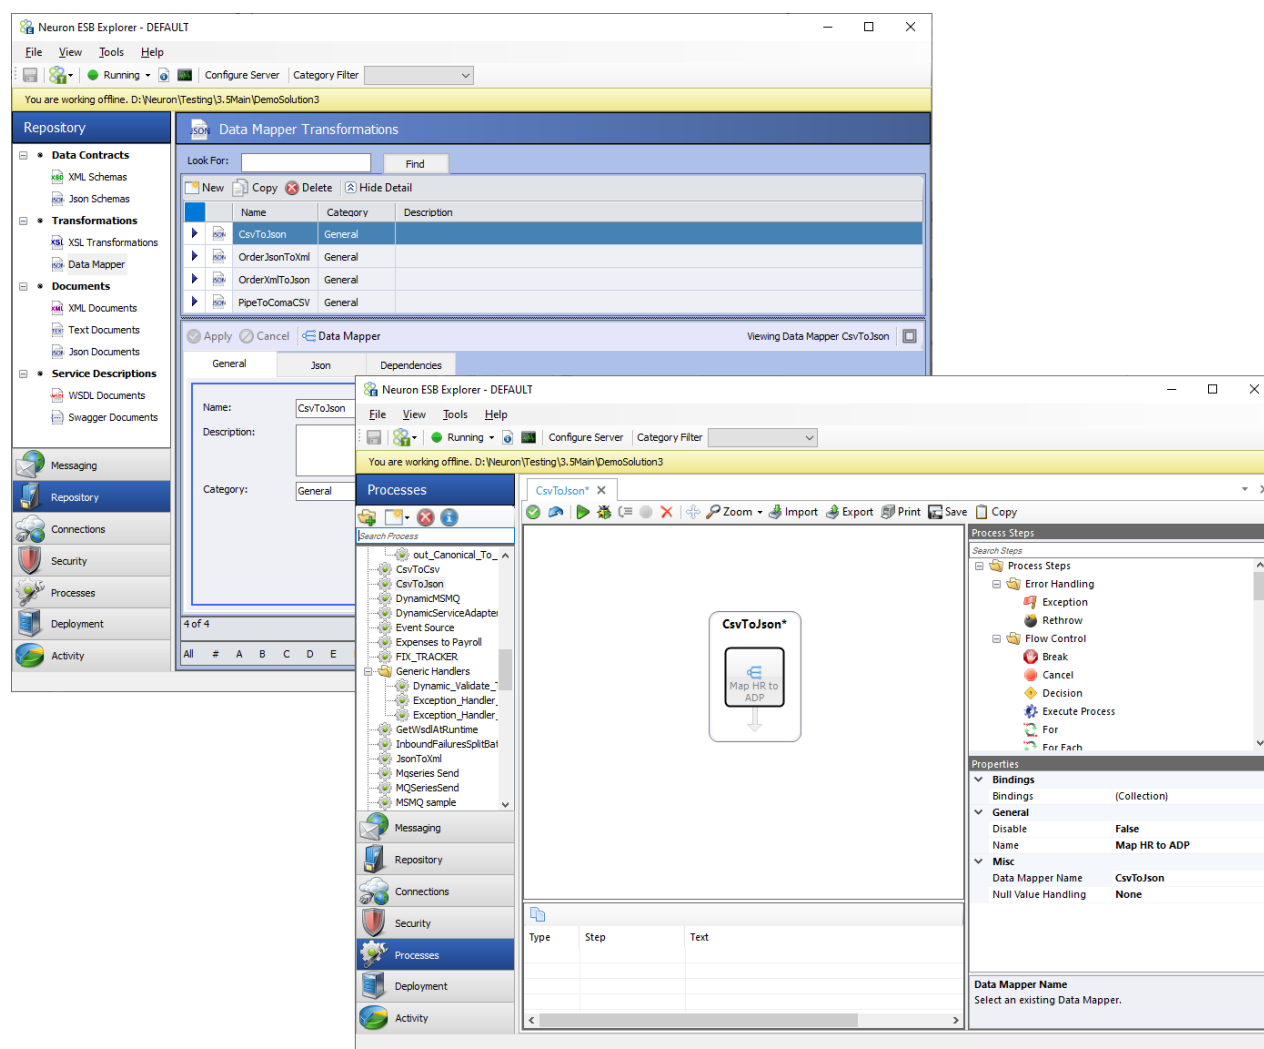 Neuron ESB Explorer - DEFAULT
File View Tools Help
Running Configure Server Category Filter
You are working offline. D:\Neuron\Testing\3.5Main\DemoSolution3
Repository
Data Contracts
XML Schemas
Json Schemas
Transformations
XSL Transformations
Data Mapper
Documents
XML Documents
Text Documents
Json Documents
Service Descriptions
WSDL Documents
Swagger Documents
Messaging
Repository
Connections
Security
Processes
Deployment
Activity
JSON Data Mapper Transformations
Look For: Find
New Copy Delete Hide Detail
Name Category Description
CsvToJson General
OrderJsonToXml General
OrderXmlToJson General
PipeToComaCSV General
Apply Cancel Data Mapper Viewing Data Mapper CsvToJson
General Json Dependencies
Name: CsvToJson
Description:
Category: General
4 of 4
All # A B C D E
Neuron ESB Explorer - DEFAULT
File View Tools Help
Running Configure Server Category Filter
You are working offline. D:\Neuron\Testing\3.5Main\DemoSolution3
Processes
Search Process
out_Canonical_To_
CsvToCsv
CsvToJson
DynamicMSMQ
DynamicServiceAdapter
Event Source
Expenses to Payroll
FIX_TRACKER
Generic Handlers
Dynamic_Validate_
Exception_Handler_
Exception_Handler_
GetWsdlAtRuntime
InboundFailuresSplitBat
JsonToXml
Mqseries Send
MQSeriesSend
MSMQ sample
Messaging
Repository
Connections
Security
Processes
Deployment
Activity
CsvToJson*
Zoom Import Export Print Save Copy
CsvToJson*
Map HR to
ADP
Type Step Text
Process Steps
Search Steps
Process Steps
Error Handling
Exception
Rethrow
Flow Control
Break
Cancel
Decision
Execute Process
For
For Each
Properties
Bindings
Bindings (Collection)
General
Disable False
Name Map HR to ADP
Misc
Data Mapper Name CsvToJson
Null Value Handling None
Data Mapper Name
Select an existing Data Mapper.